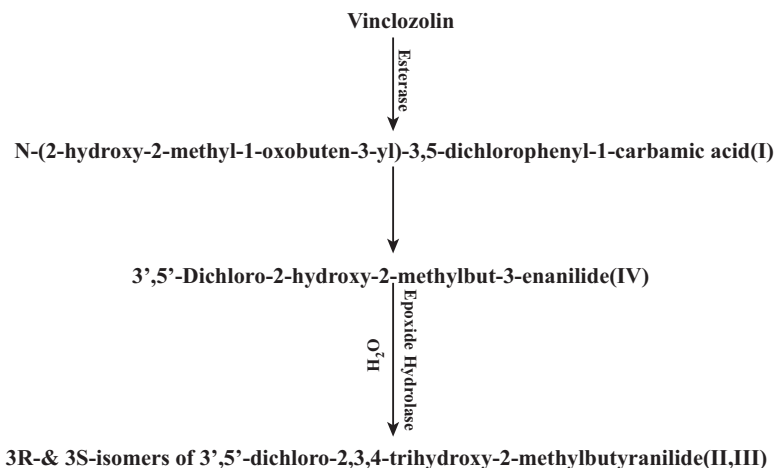 Vinclozolin
Esterase
N-(2-hydroxy-2-methyl-1-oxobuten-3-yl)-3,5-dichlorophenyl-1-carbamic acid(I)
3’,5’-Dichloro-2-hydroxy-2-methylbut-3-enanilide(IV)
H₂O
Epoxide Hydrolase
3R-& 3S-isomers of 3’,5’-dichloro-2,3,4-trihydroxy-2-methylbutyranilide(II,III)